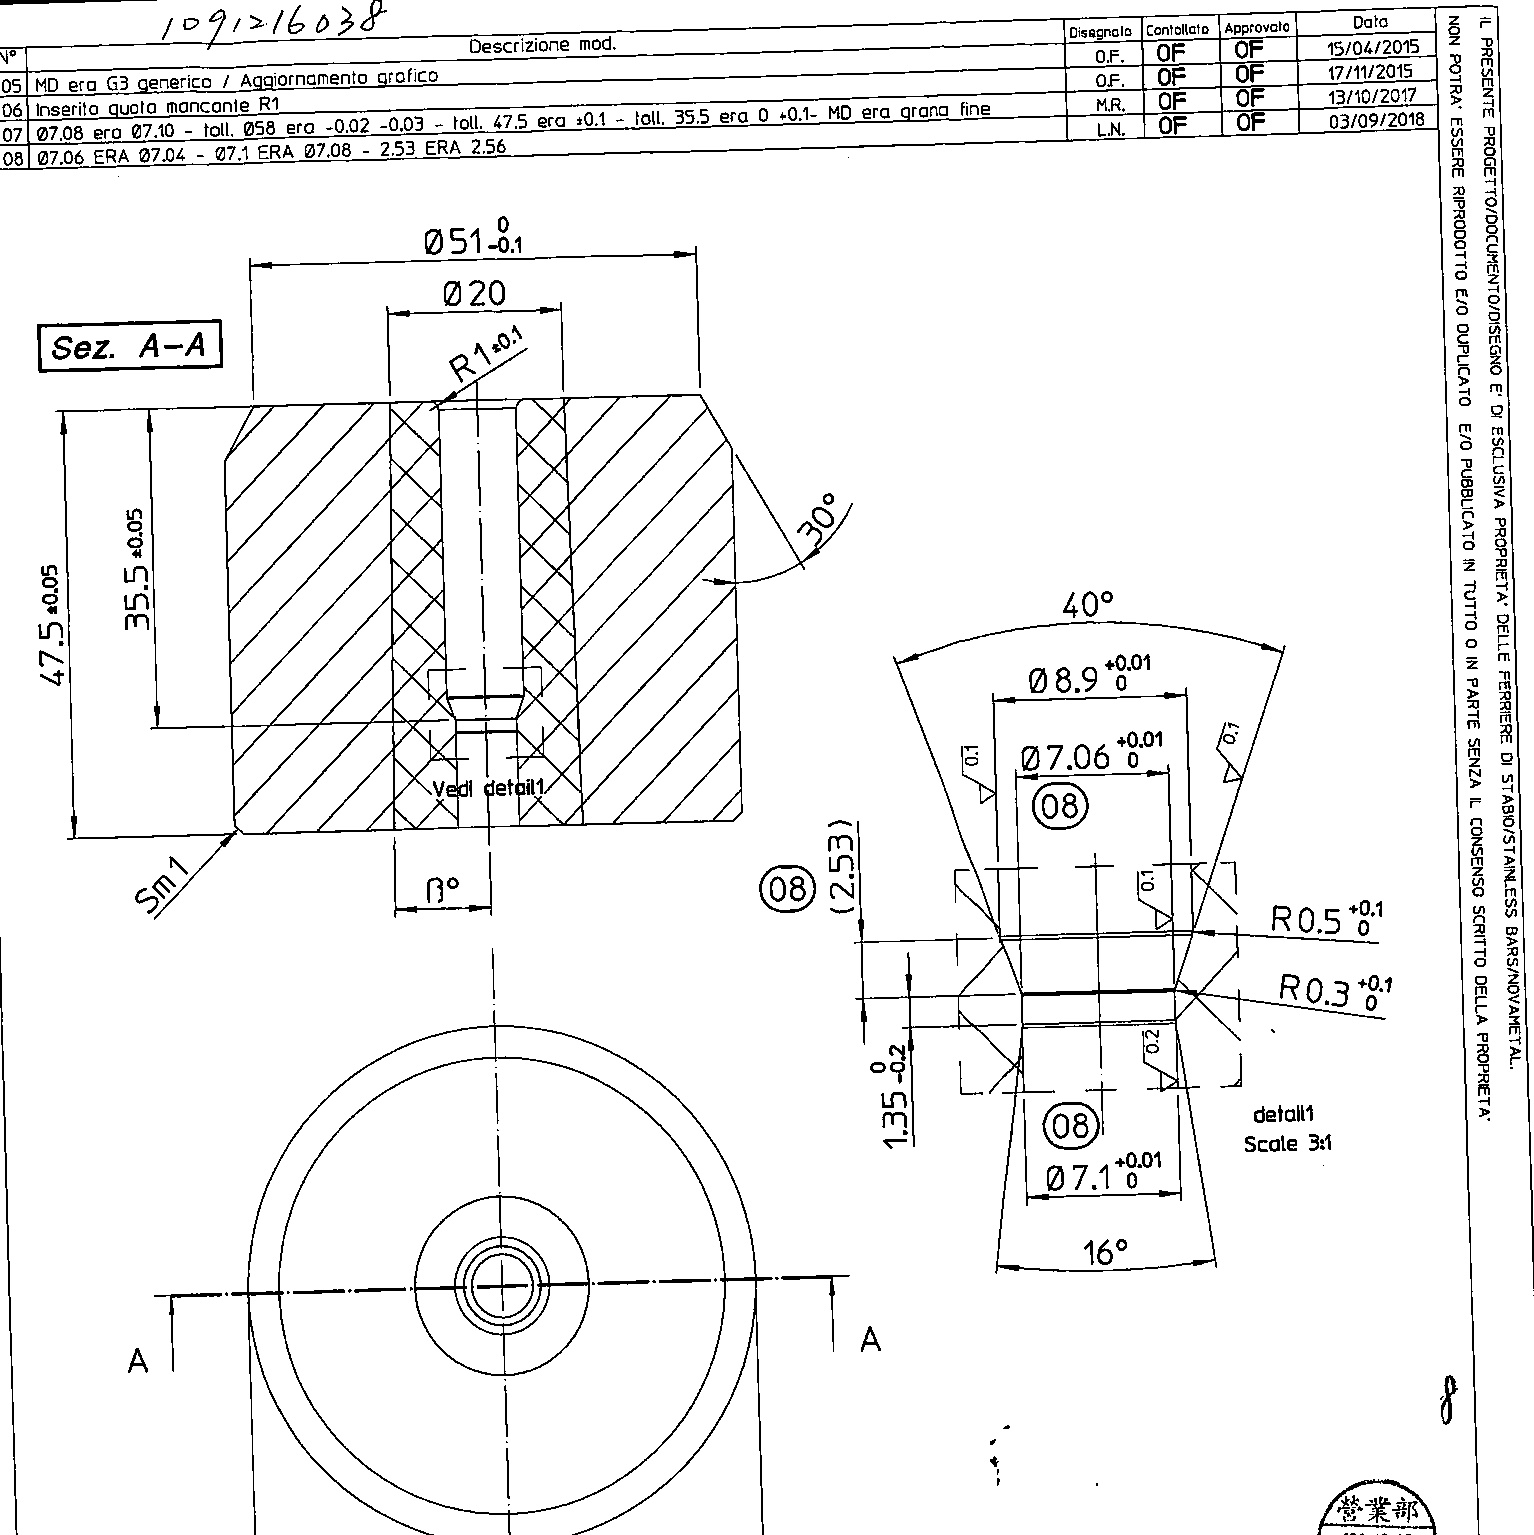 1091216038
N° Descrizione mod. Disegnato Contollato Approvato Data
05 MD era G3 generico / Aggiornamento grafico O.F. OF OF 15/04/2015
06 Inserita quota mancante R1 O.F. OF OF 17/11/2015
07 Ø7.08 era Ø7.10 - toll. Ø58 era -0.02 -0.03 - toll. 47.5 era ±0.1 - toll. 35.5 era 0 +0.1- MD era grana fine M.R. OF OF 13/10/2017
08 Ø7.06 ERA Ø7.04 - Ø7.1 ERA Ø7.08 - 2.53 ERA 2.56 L.N. OF OF 03/09/2018
IL PRESENTE PROGETTO/DOCUMENTO/DISEGNO E' DI ESCLUSIVA PROPRIETA' DELLE FERRIERE DI STABIO/STAINLESS BARS/NOVAMETAL.
NON POTRA' ESSERE RIPRODOTTO E/O DUPLICATO E/O PUBBLICATO IN TUTTO O IN PARTE SENZA IL CONSENSO SCRITTO DELLA PROPRIETA'
Ø51 0 -0.1
Ø20
Sez. A-A
R1±0.1
30°
35.5±0.05
47.5±0.05
Vedi detail1
Sm1
β°
40°
Ø8.9 +0.01 0
0.1
0.1
Ø7.06 +0.01 0
08
08
(2.53)
0.1
R0.5 +0.1 0
R0.3 +0.1 0
1.35 0 -0.2
0.2
08
detail1
Scale 3:1
Ø7.1 +0.01 0
16°
A
A
8
營業部